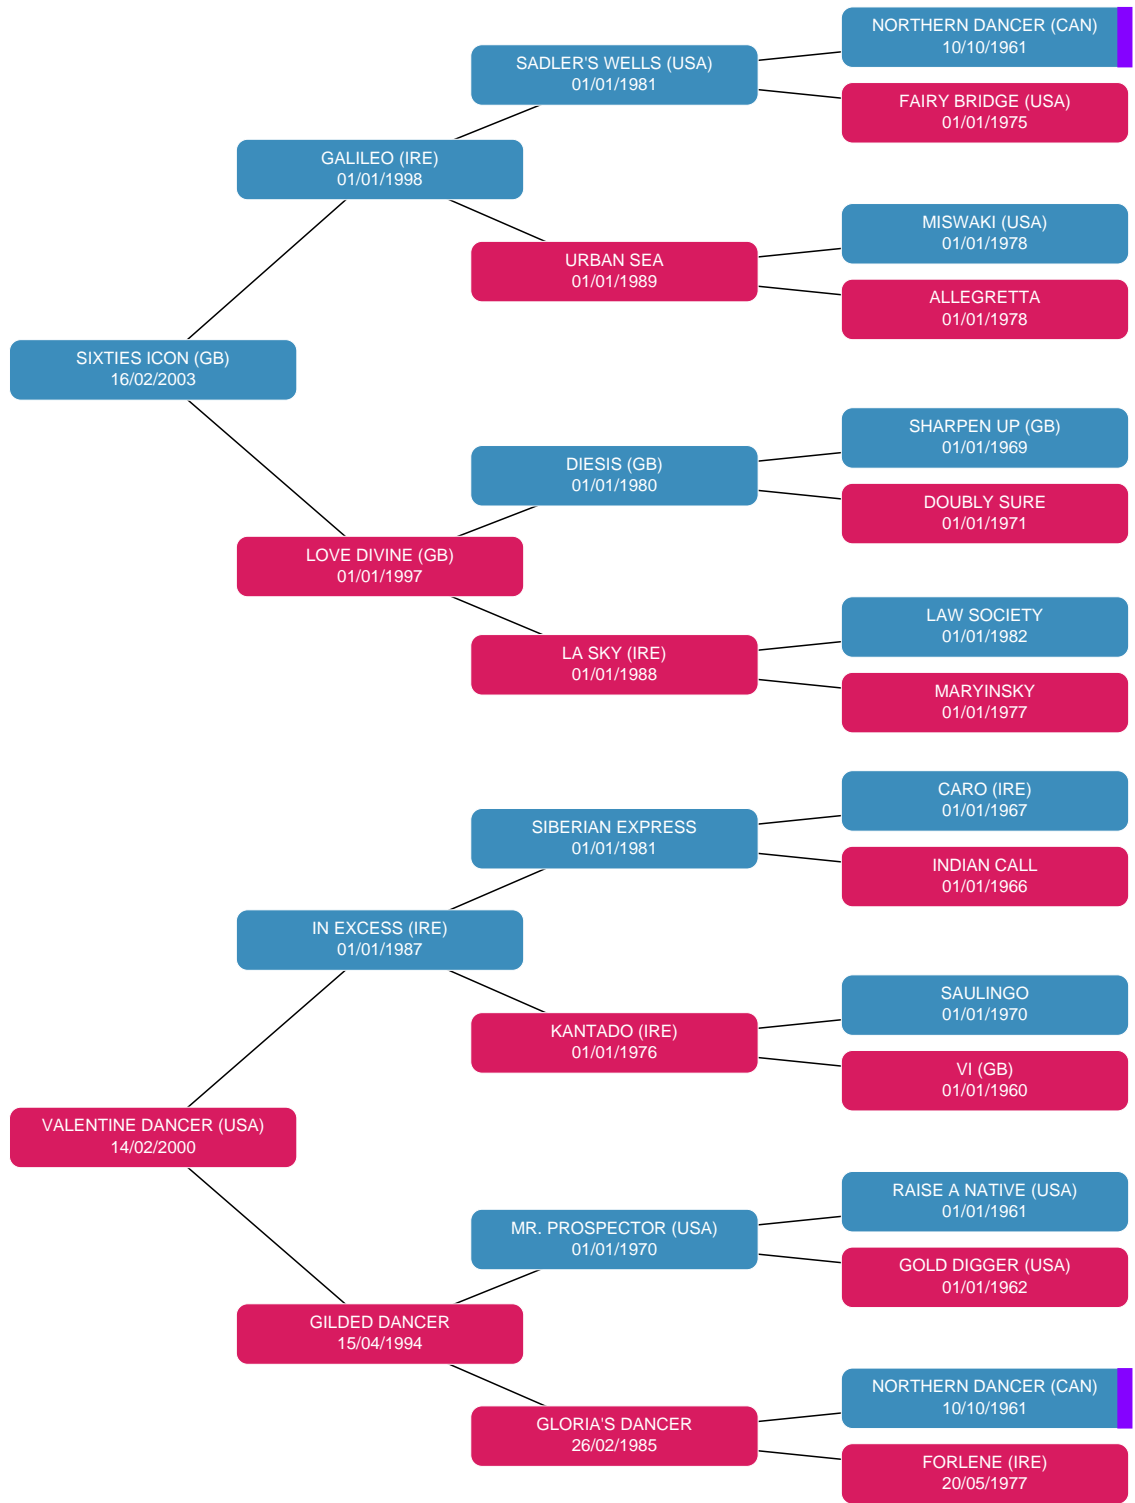 NORTHERN DANCER (CAN)
10/10/1961
SADLER'S WELLS (USA)
01/01/1981
FAIRY BRIDGE (USA)
01/01/1975
GALILEO (IRE)
01/01/1998
MISWAKI (USA)
01/01/1978
URBAN SEA
01/01/1989
ALLEGRETTA
01/01/1978
SIXTIES ICON (GB)
16/02/2003
SHARPEN UP (GB)
01/01/1969
DIESIS (GB)
01/01/1980
DOUBLY SURE
01/01/1971
LOVE DIVINE (GB)
01/01/1997
LAW SOCIETY
01/01/1982
LA SKY (IRE)
01/01/1988
MARYINSKY
01/01/1977
CARO (IRE)
01/01/1967
SIBERIAN EXPRESS
01/01/1981
INDIAN CALL
01/01/1966
IN EXCESS (IRE)
01/01/1987
SAULINGO
01/01/1970
KANTADO (IRE)
01/01/1976
VI (GB)
01/01/1960
VALENTINE DANCER (USA)
14/02/2000
RAISE A NATIVE (USA)
01/01/1961
MR. PROSPECTOR (USA)
01/01/1970
GOLD DIGGER (USA)
01/01/1962
GILDED DANCER
15/04/1994
NORTHERN DANCER (CAN)
10/10/1961
GLORIA'S DANCER
26/02/1985
FORLENE (IRE)
20/05/1977